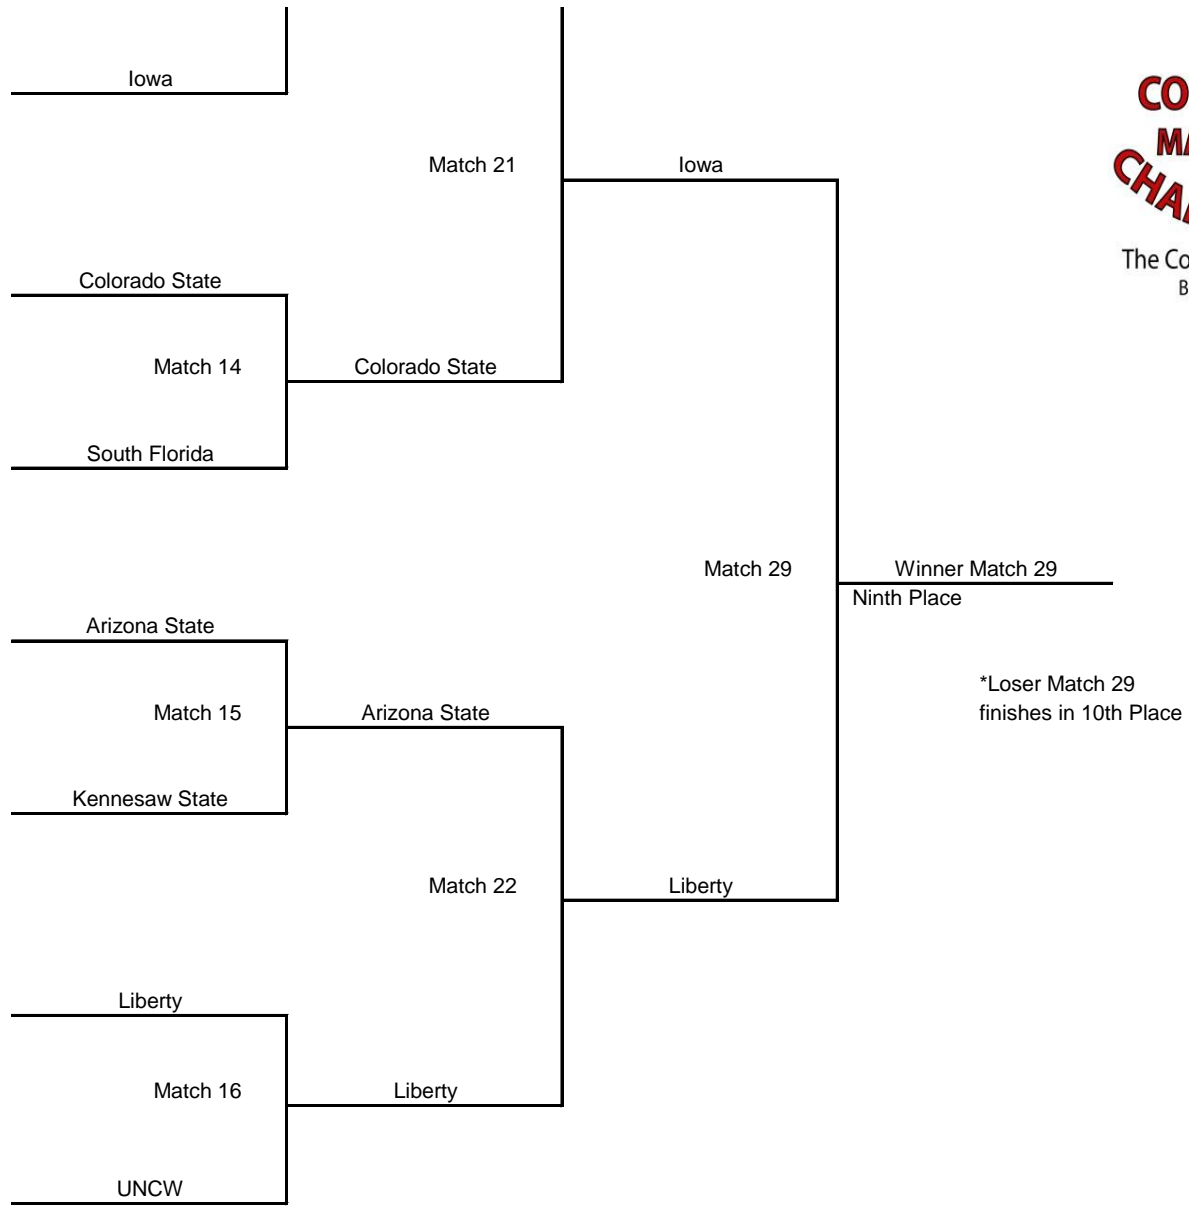 Iowa
CO
Match 21
Iowa
The Co
B
Colorado State
Match 14
Colorado State
South Florida
Match 29
Winner Match 29
Ninth Place
Arizona State
*Loser Match 29
finishes in 10th Place
Match 15
Arizona State
Kennesaw State
Match 22
Liberty
Liberty
Match 16
Liberty
UNCW